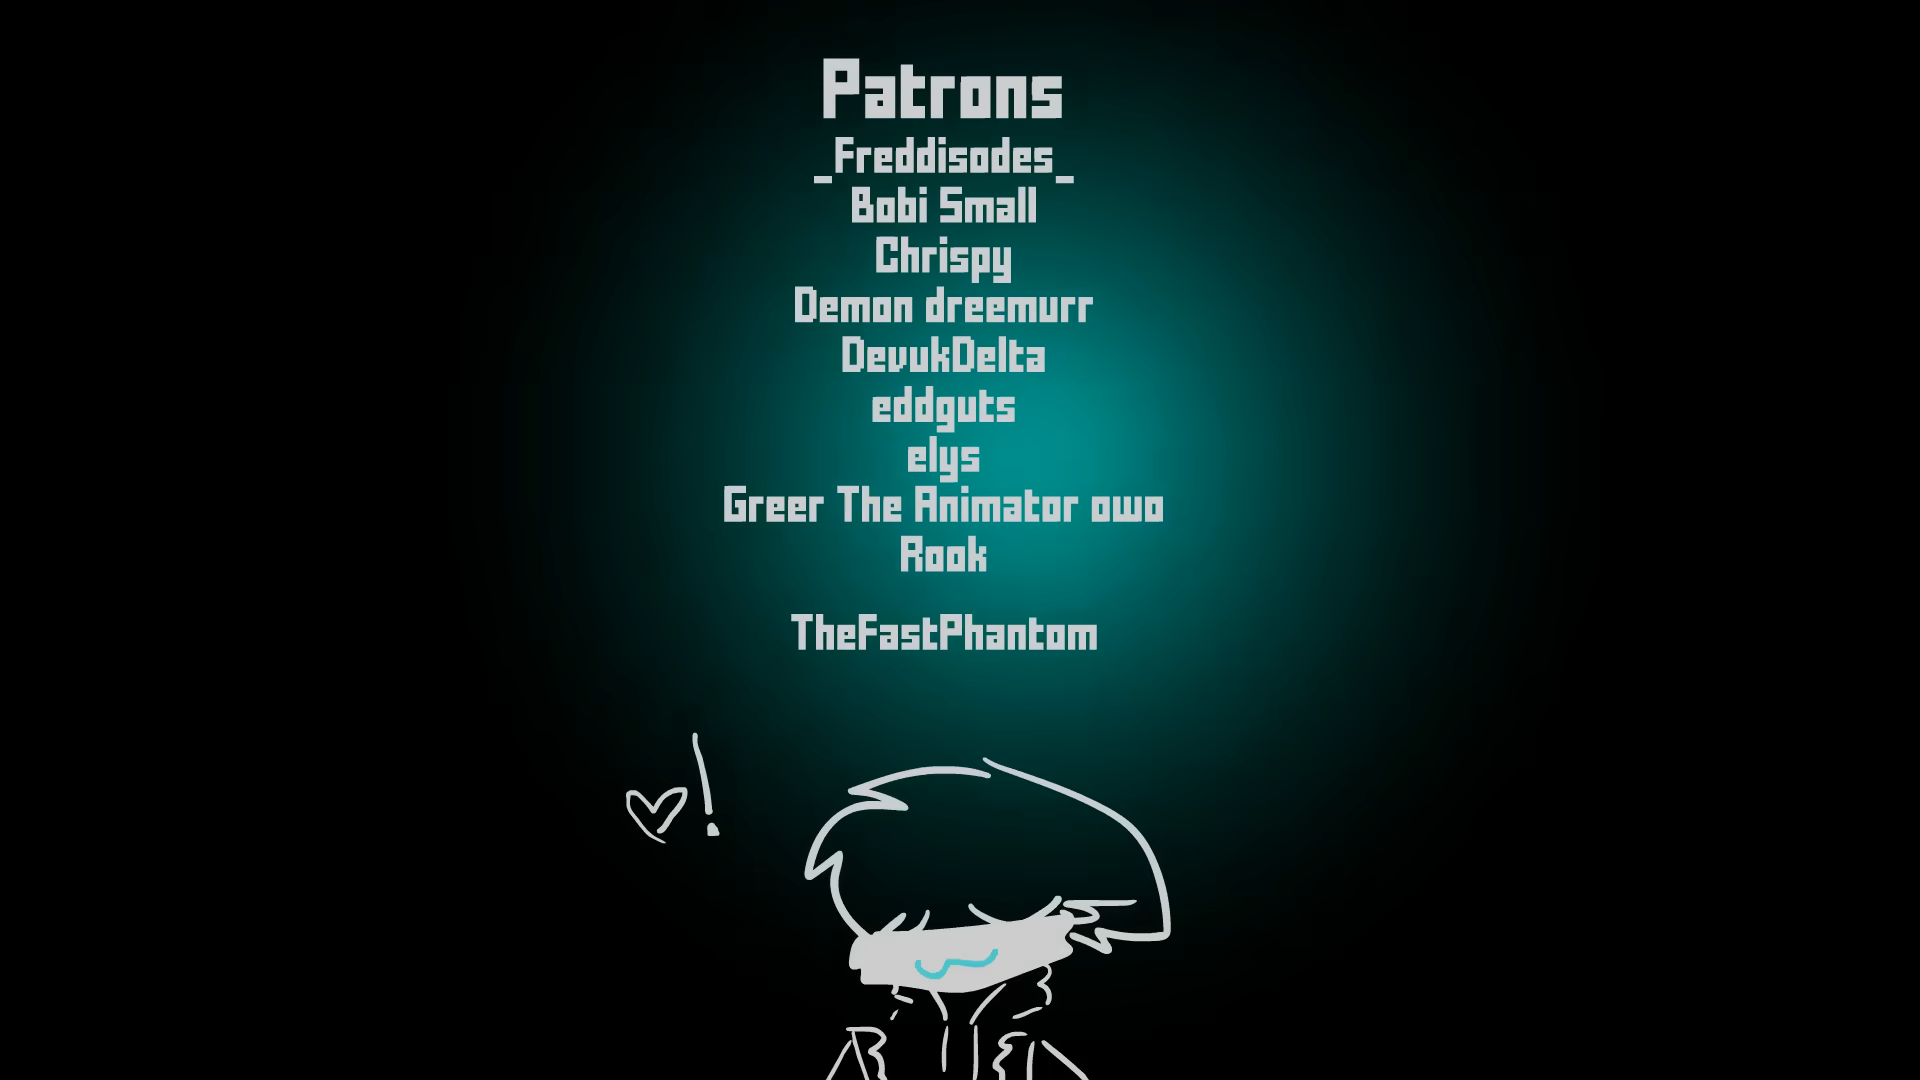 Patrons
_Freddisodes_
Bobi Small
Chrispy
Demon dreemurr
DevukDelta
eddguts
elys
Greer The Animator owo
Rook
TheFastPhantom
♡!